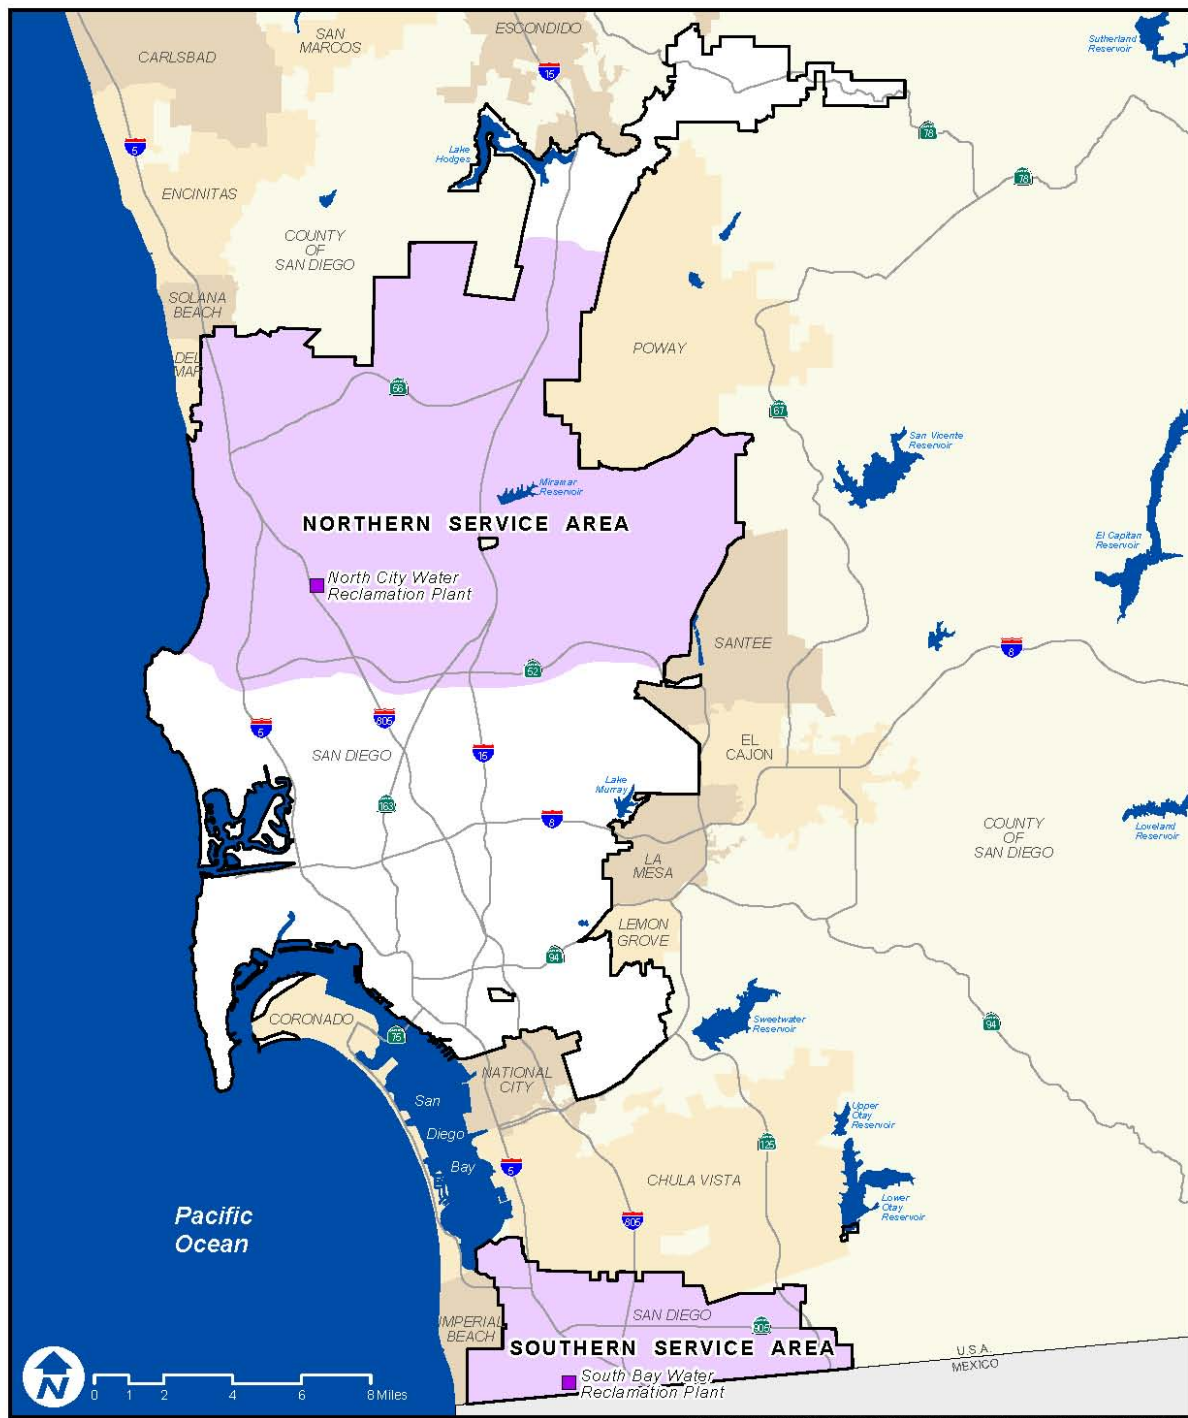 CARLSBAD
SAN
MARCOS
ESCONDIDO
Sutherland
Reservoir
15
5
78
78
Lake
Hodges
ENCINITAS
COUNTY
OF
SAN DIEGO
SOLANA
BEACH
DEL
MAR
POWAY
56
67
San Vicente
Reservoir
Miramar
Reservoir
NORTHERN SERVICE AREA
El Capitan
Reservoir
North City Water
Reclamation Plant
SANTEE
8
52
5
805
SAN DIEGO
15
EL
CAJON
Lake
Murray
163
8
COUNTY
OF
SAN DIEGO
Loveland
Reservoir
LA
MESA
LEMON
GROVE
94
CORONADO
75
Sweetwater
Reservoir
94
NATIONAL
CITY
San
Diego
Bay
Upper
Otay
Reservoir
125
5
CHULA VISTA
Lower
Otay
Reservoir
805
Pacific
Ocean
SAN DIEGO
905
IMPERIAL
BEACH
SOUTHERN SERVICE AREA
U.S.A.
MEXICO
South Bay Water
Reclamation Plant
N
0 1 2 4 6 8 Miles